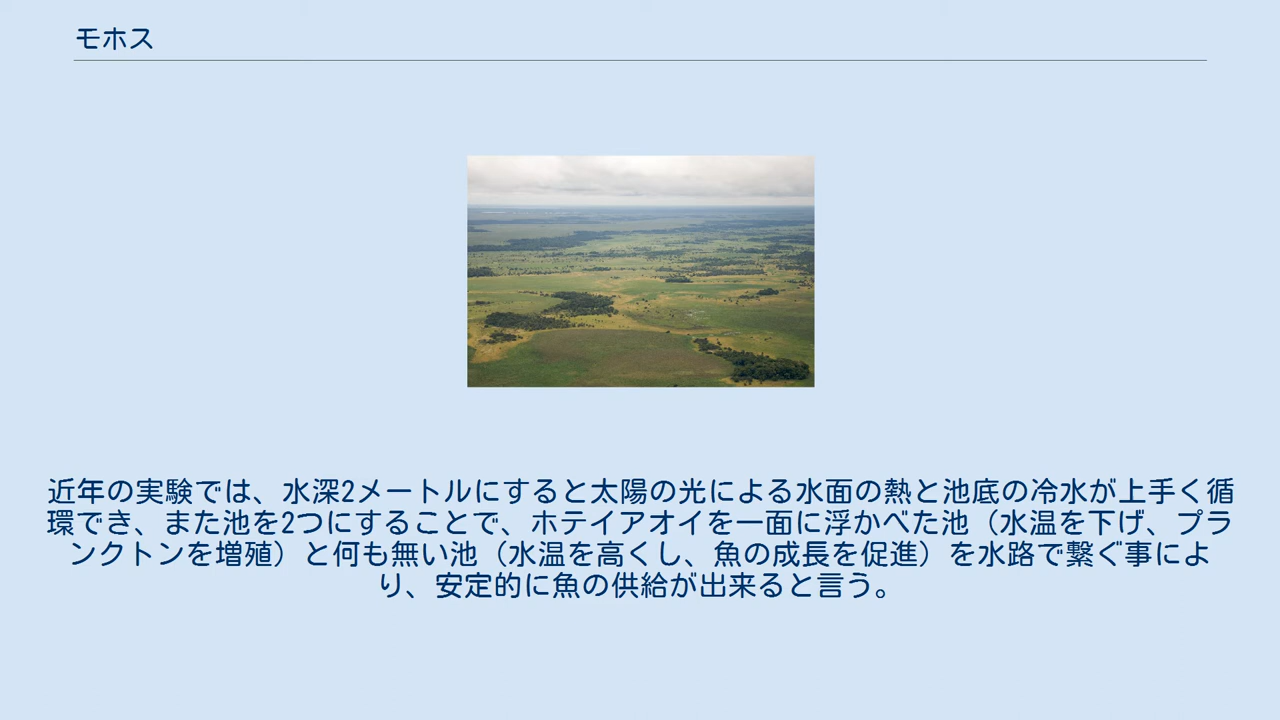 モホス
近年の実験では、水深2メートルにすると太陽の光による水面の熱と池底の冷水が上手く循
環でき、また池を2つにすることで、ホテイアオイを一面に浮かべた池（水温を下げ、プラ
ンクトンを増殖）と何も無い池（水温を高くし、魚の成長を促進）を水路で繋ぐ事によ
り、安定的に魚の供給が出来ると言う。